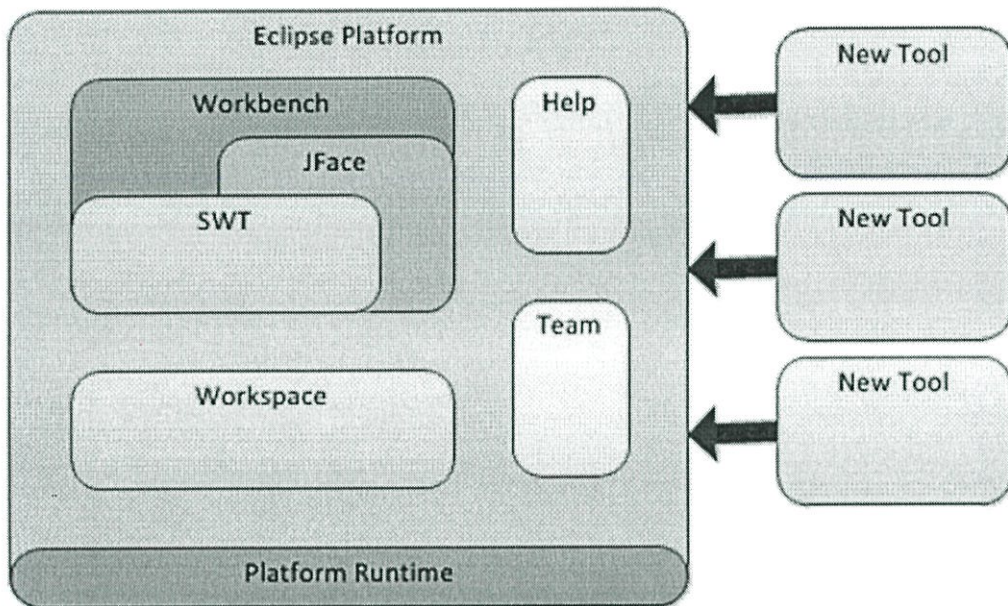 Eclipse Platform
Workbench
JFace
SWT
Workspace
Help
Team
Platform Runtime
New Tool
New Tool
New Tool